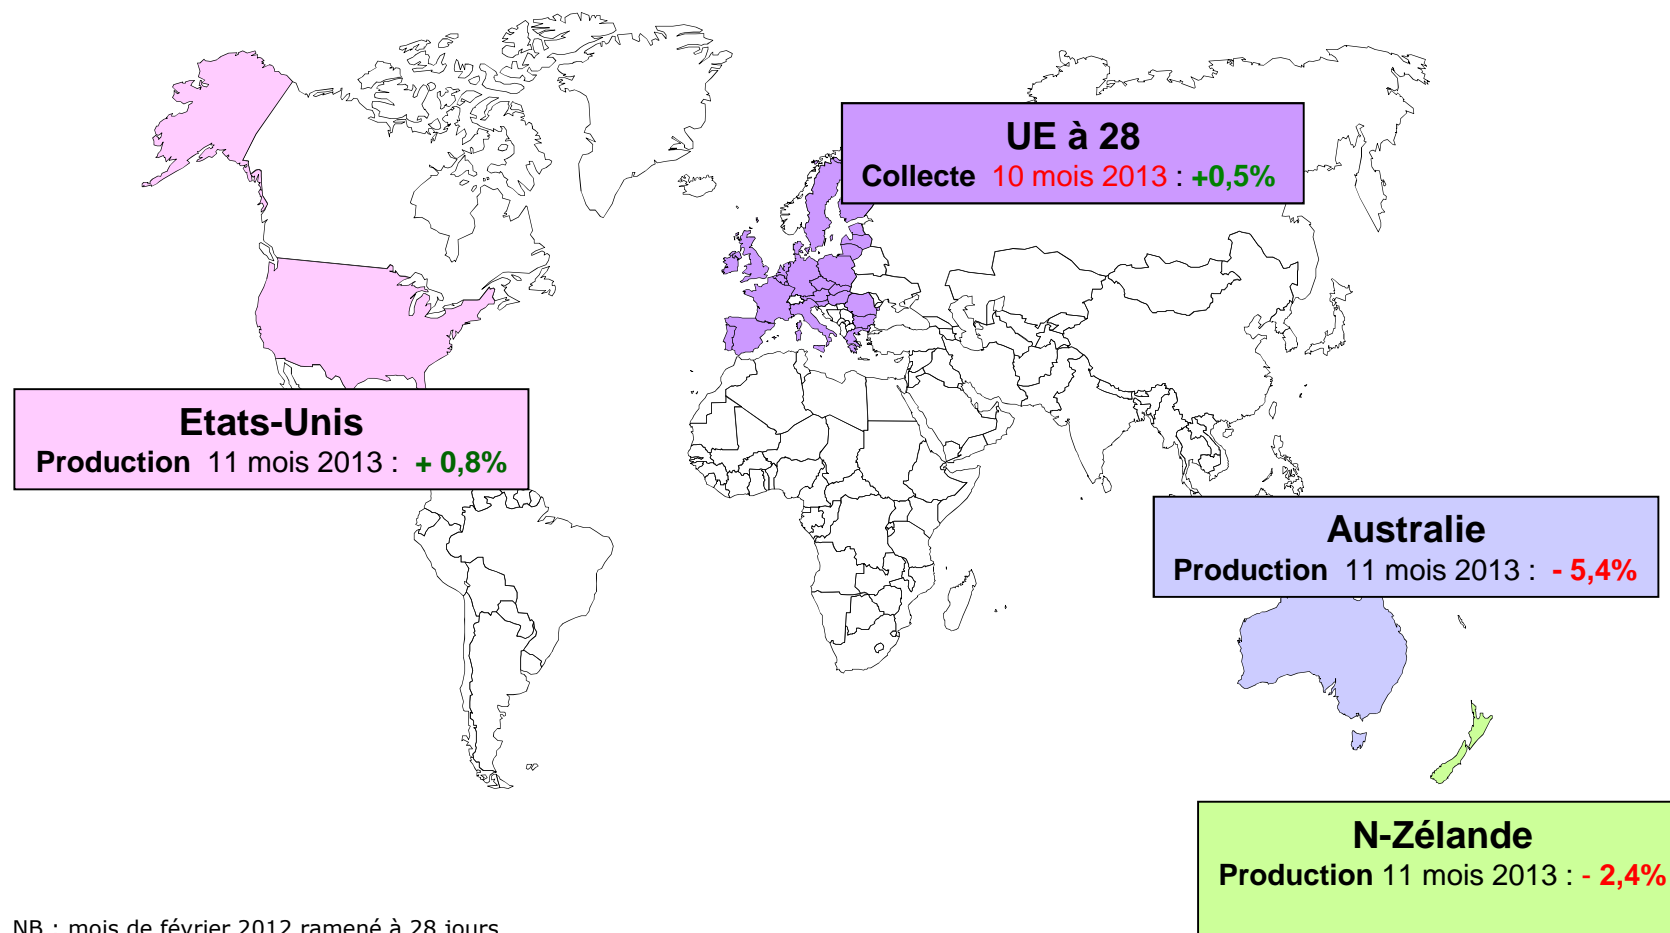 UE à 28
Collecte 10 mois 2013 : +0,5%
Etats-Unis
Production 11 mois 2013 : + 0,8%
Australie
Production 11 mois 2013 : - 5,4%
N-Zélande
Production 11 mois 2013 : - 2,4%
NB : mois de février 2012 ramené à 28 jours